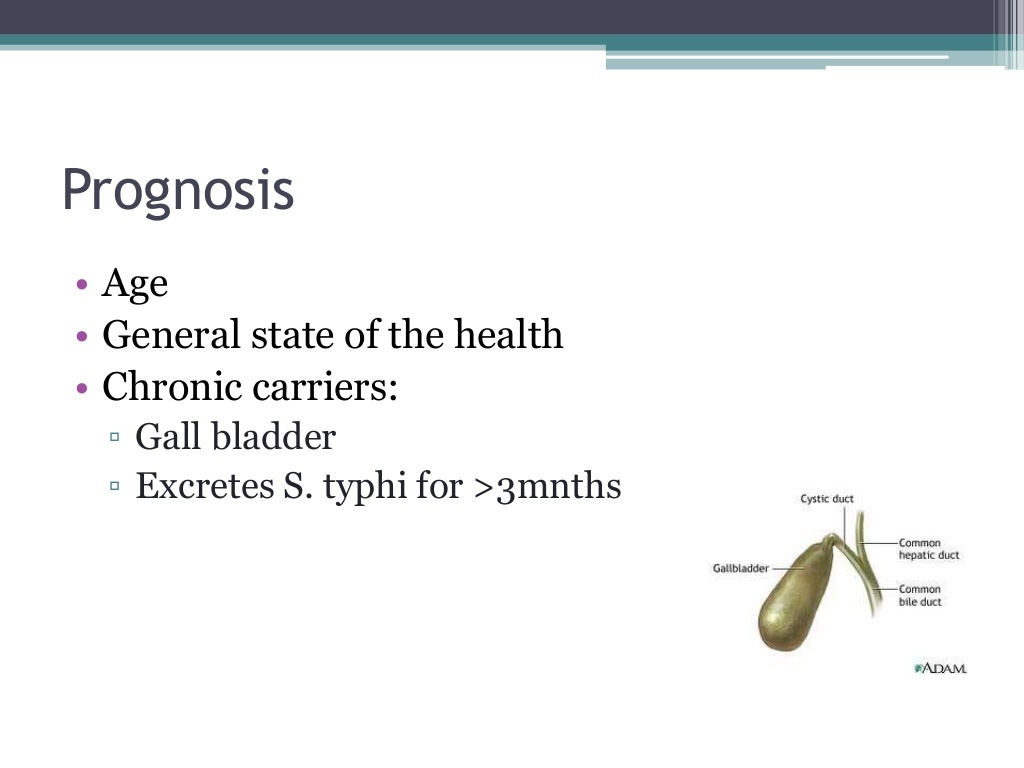 Prognosis
• Age
• General state of the health
• Chronic carriers:
▫ Gall bladder
▫ Excretes S. typhi for >3mnths
Cystic duct
Common
hepatic duct
Gallbladder
Common
bile duct
ADAM.